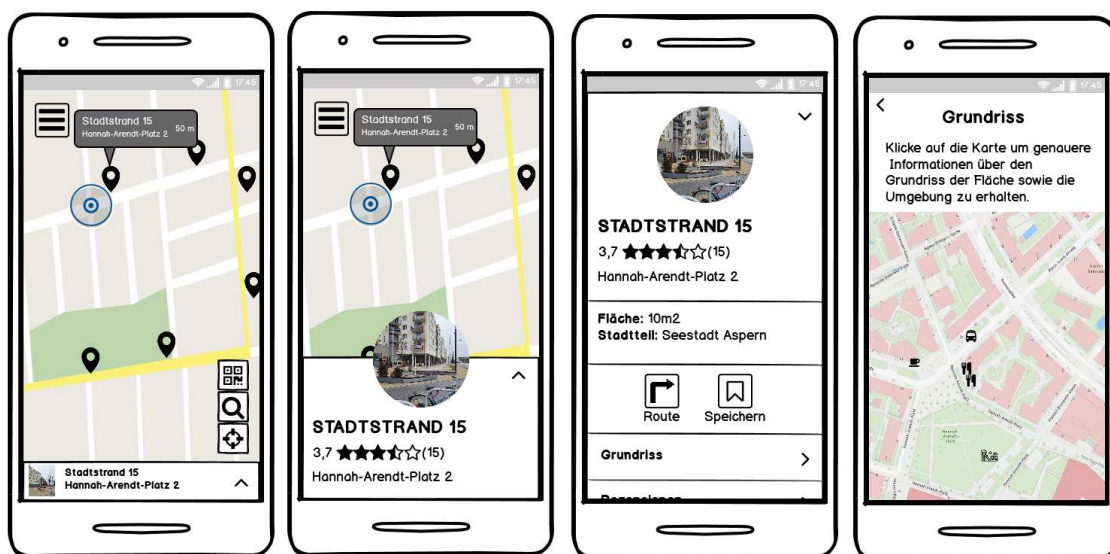 17:45
Stadtstrand 15
Hannah-Arendt-Platz 2
50 m
Stadtstrand 15
Hannah-Arendt-Platz 2
17:45
Stadtstrand 15
Hannah-Arendt-Platz 2
50 m
STADTSTRAND 15
3,7
(15)
Hannah-Arendt-Platz 2
17:45
STADTSTRAND 15
3,7
(15)
Hannah-Arendt-Platz 2
Fläche: 10m2
Stadtteil: Seestadt Aspern
Route
Speichern
Grundriss
17:45
Grundriss
Klicke auf die Karte um genauere
Informationen über den
Grundriss der Fläche sowie die
Umgebung zu erhalten.